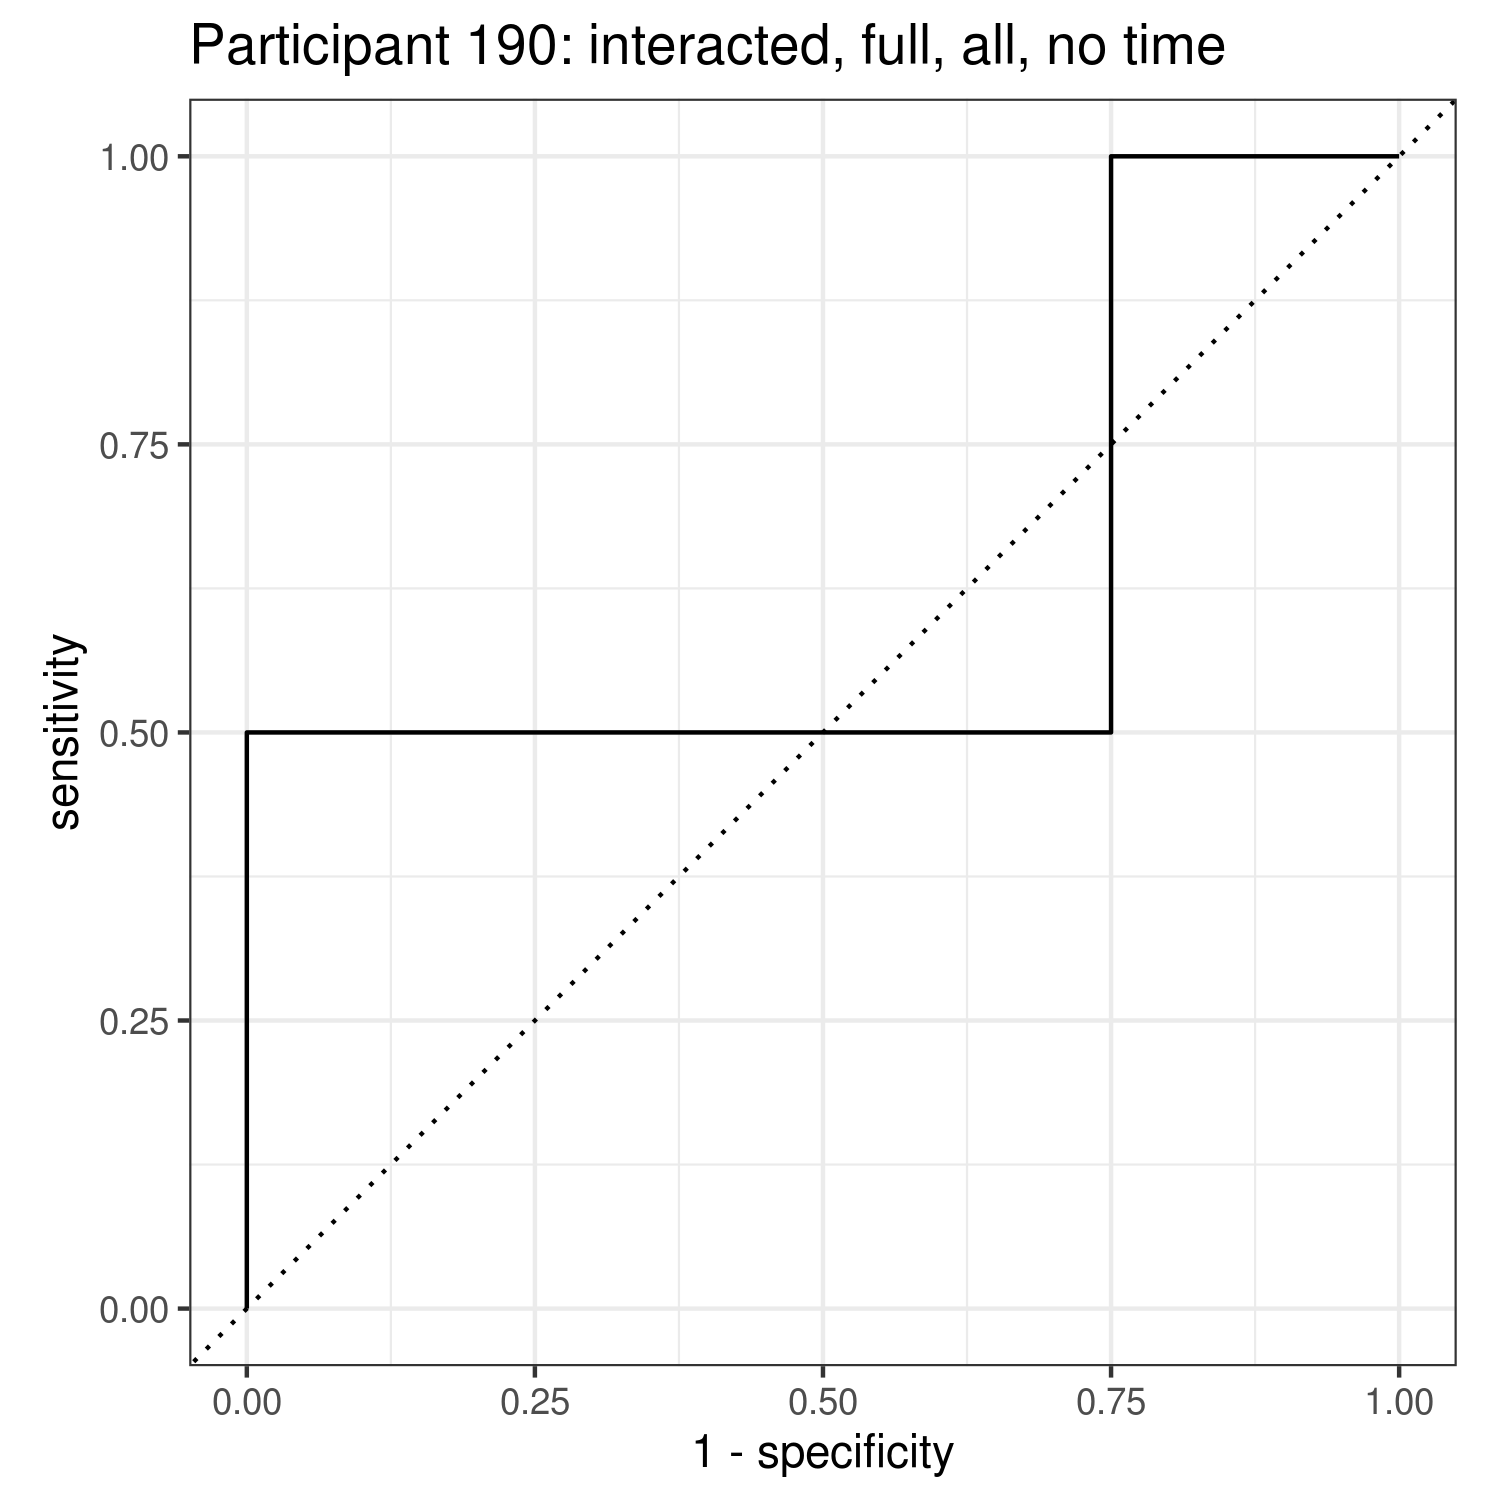 Participant 190: interacted, full, all, no time
sensitivity
1.00
0.75
0.50
0.25
0.00
0.00 0.25 0.50 0.75 1.00
1 - specificity